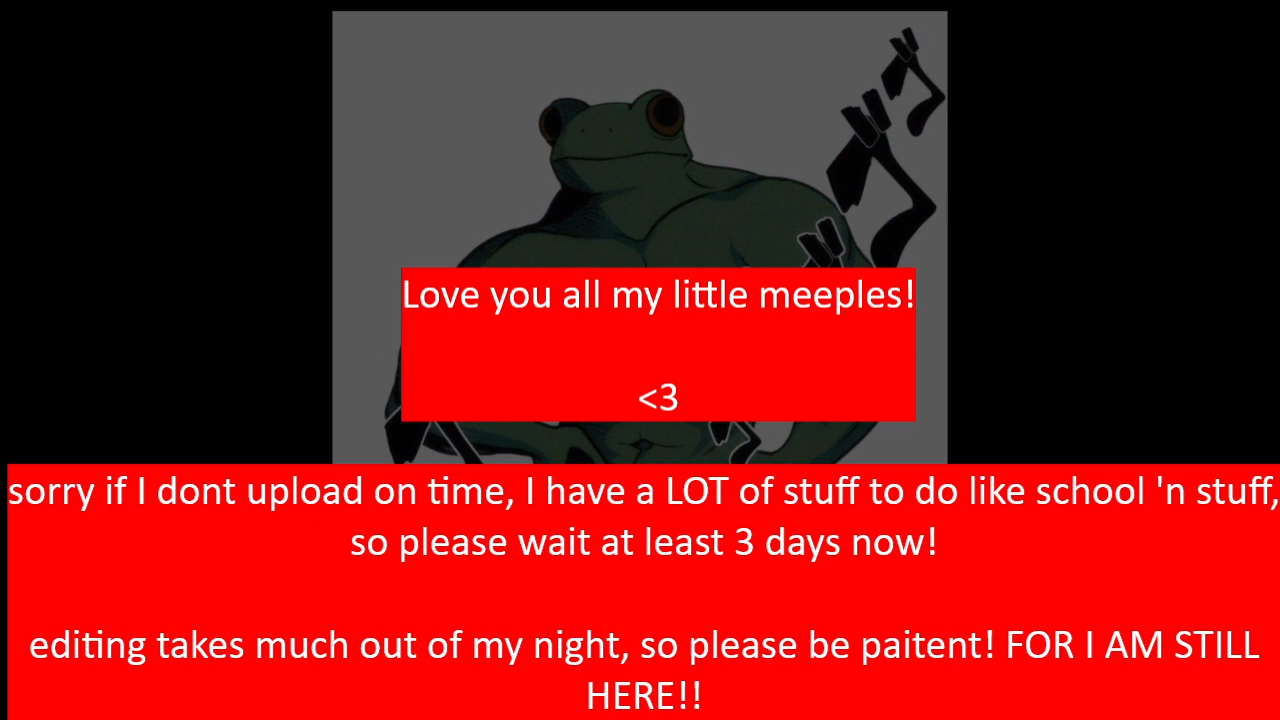 Love you all my little meeples!
<3
sorry if I dont upload on time, I have a LOT of stuff to do like school 'n stuff,
so please wait at least 3 days now!
editing takes much out of my night, so please be paitent! FOR I AM STILL
HERE!!